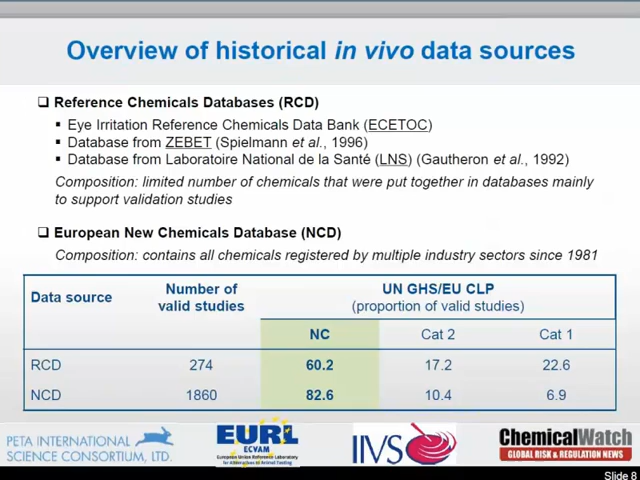 Overview of historical in vivo data sources
❑ Reference Chemicals Databases (RCD)
▪ Eye Irritation Reference Chemicals Data Bank (ECETOC)
▪ Database from ZEBET (Spielmann et al., 1996)
▪ Database from Laboratoire National de la Santé (LNS) (Gautheron et al., 1992)
Composition: limited number of chemicals that were put together in databases mainly
to support validation studies
❑ European New Chemicals Database (NCD)
Composition: contains all chemicals registered by multiple industry sectors since 1981
Data source Number of valid studies UN GHS/EU CLP
(proportion of valid studies)
NC Cat 2 Cat 1
RCD 274 60.2 17.2 22.6
NCD 1860 82.6 10.4 6.9
PETA INTERNATIONAL
SCIENCE CONSORTIUM, LTD.
EURL
ECVAM
European Union Reference Laboratory
for Alternatives to Animal Testing
IIVS
ChemicalWatch
GLOBAL RISK & REGULATION NEWS
Slide 8